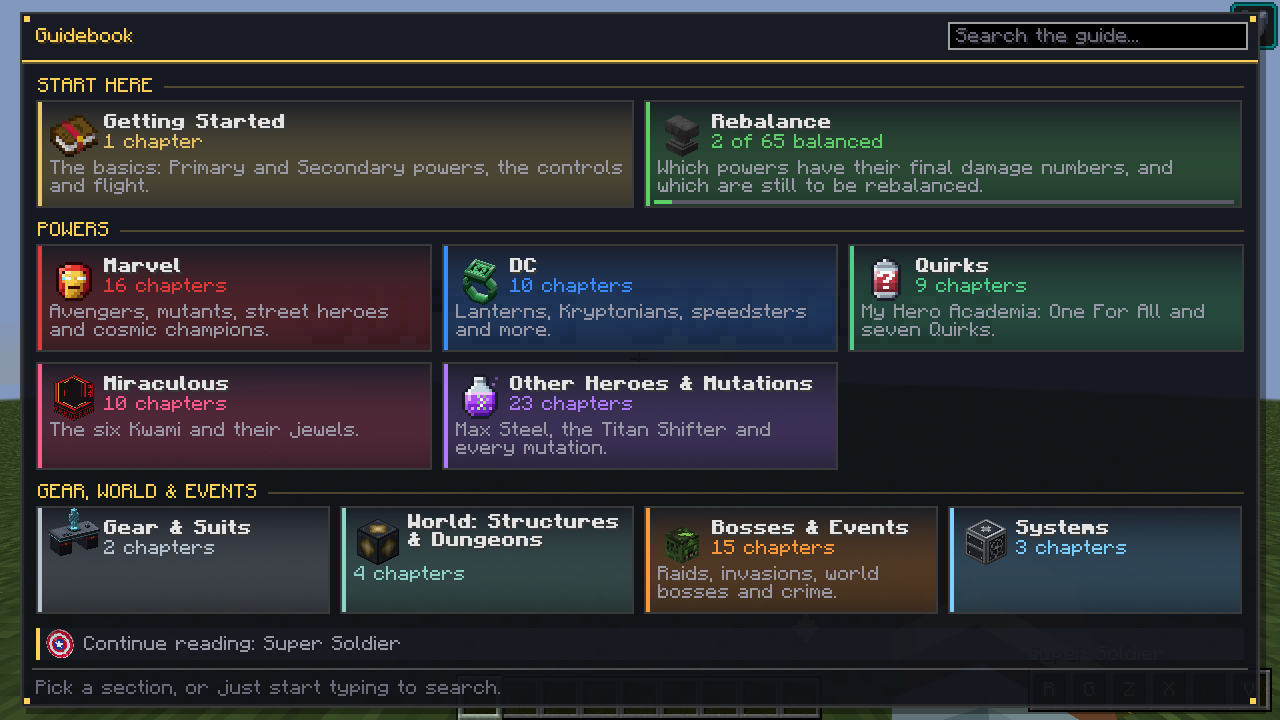 Guidebook
Search the guide...
START HERE
Getting Started
1 chapter
The basics: Primary and Secondary powers, the controls
and flight.
Rebalance
2 of 65 balanced
Which powers have their final damage numbers, and
which are still to be rebalanced.
POWERS
Marvel
16 chapters
Avengers, mutants, street heroes
and cosmic champions.
DC
10 chapters
Lanterns, Kryptonians, speedsters
and more.
Quirks
9 chapters
My Hero Academia: One For All and
seven Quirks.
Miraculous
10 chapters
The six Kwami and their jewels.
Other Heroes & Mutations
23 chapters
Max Steel, the Titan Shifter and
every mutation.
GEAR, WORLD & EVENTS
Gear & Suits
2 chapters
World: Structures
& Dungeons
4 chapters
Bosses & Events
15 chapters
Raids, invasions, world
bosses and crime.
Systems
3 chapters
Continue reading: Super Soldier
Super Soldier
Pick a section, or just start typing to search.
R G Z X V